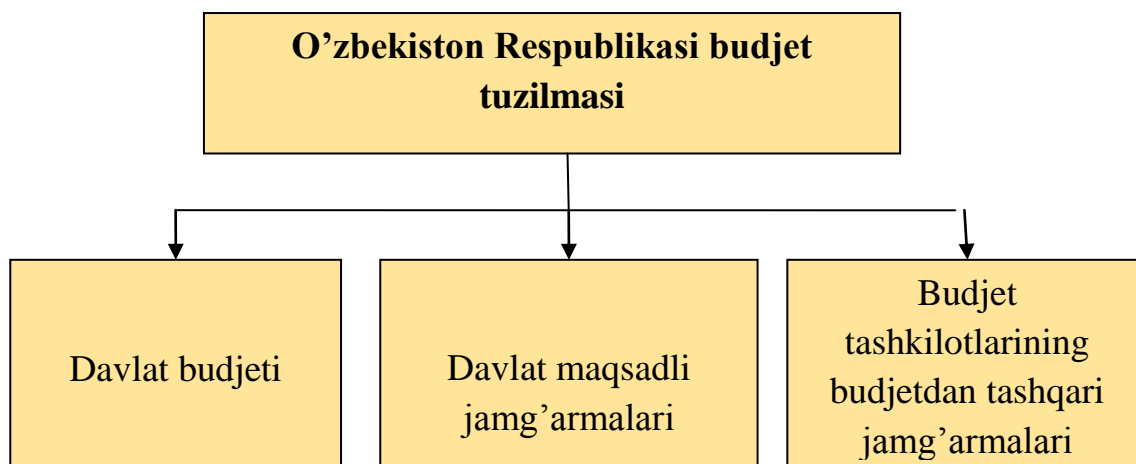 O’zbekiston Respublikasi budjet
tuzilmasi
Davlat budjeti
Davlat maqsadli
jamg’armalari
Budjet
tashkilotlarining
budjetdan tashqari
jamg’armalari